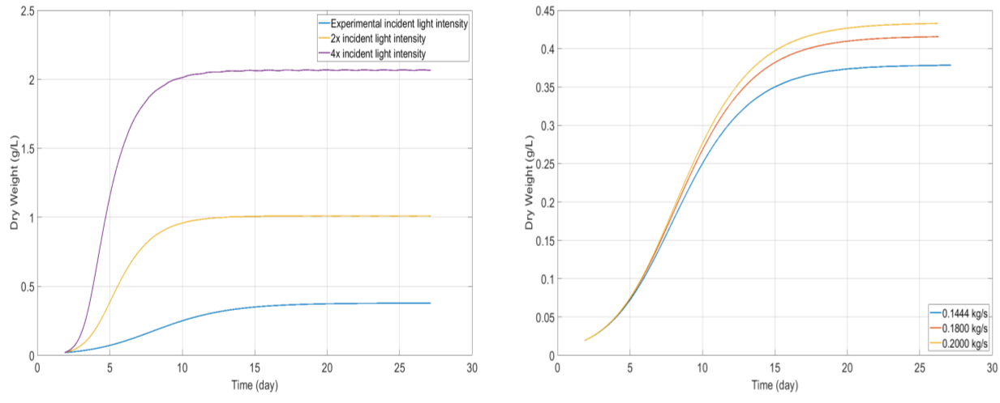 2.5
2
1.5
1
0.5
0
0 5 10 15 20 25 30
Dry Weight (g/L)
Time (day)
Experimental incident light intensity
2x incident light intensity
4x incident light intensity
0.45
0.4
0.35
0.3
0.25
0.2
0.15
0.1
0.05
0
0 5 10 15 20 25 30
Dry Weight (g/L)
Time (day)
0.1444 kg/s
0.1800 kg/s
0.2000 kg/s